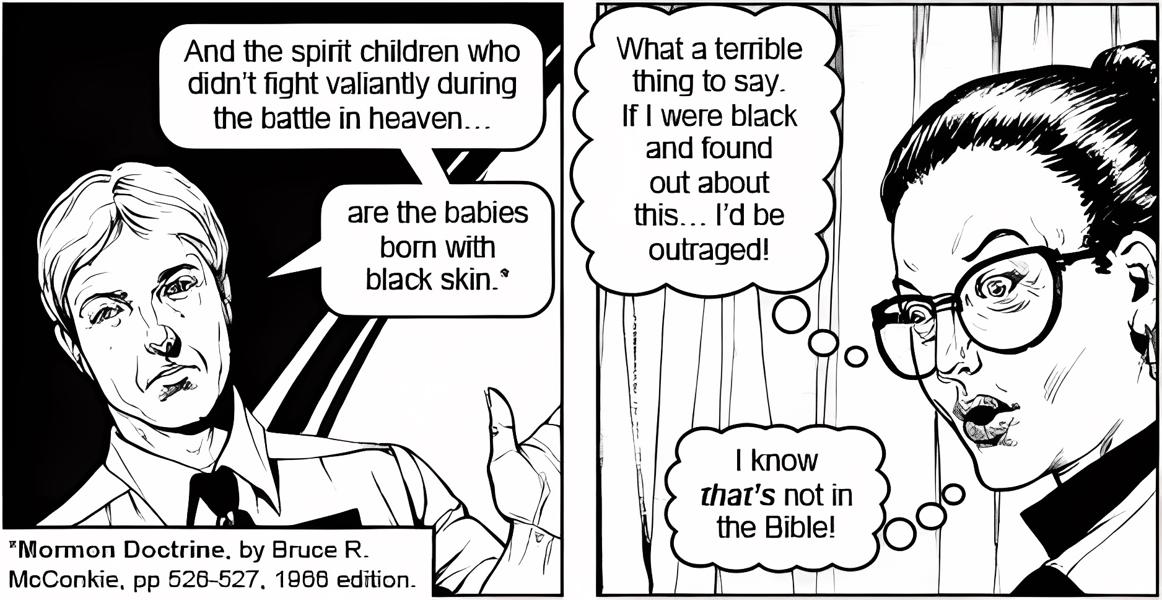 And the spirit children who
didn't fight valiantly during
the battle in heaven...
are the babies
born with
black skin.*
*Mormon Doctrine, by Bruce R.
McConkie, pp 526-527, 1966 edition.
What a terrible
thing to say.
If I were black
and found
out about
this... I'd be
outraged!
I know
that's not in
the Bible!